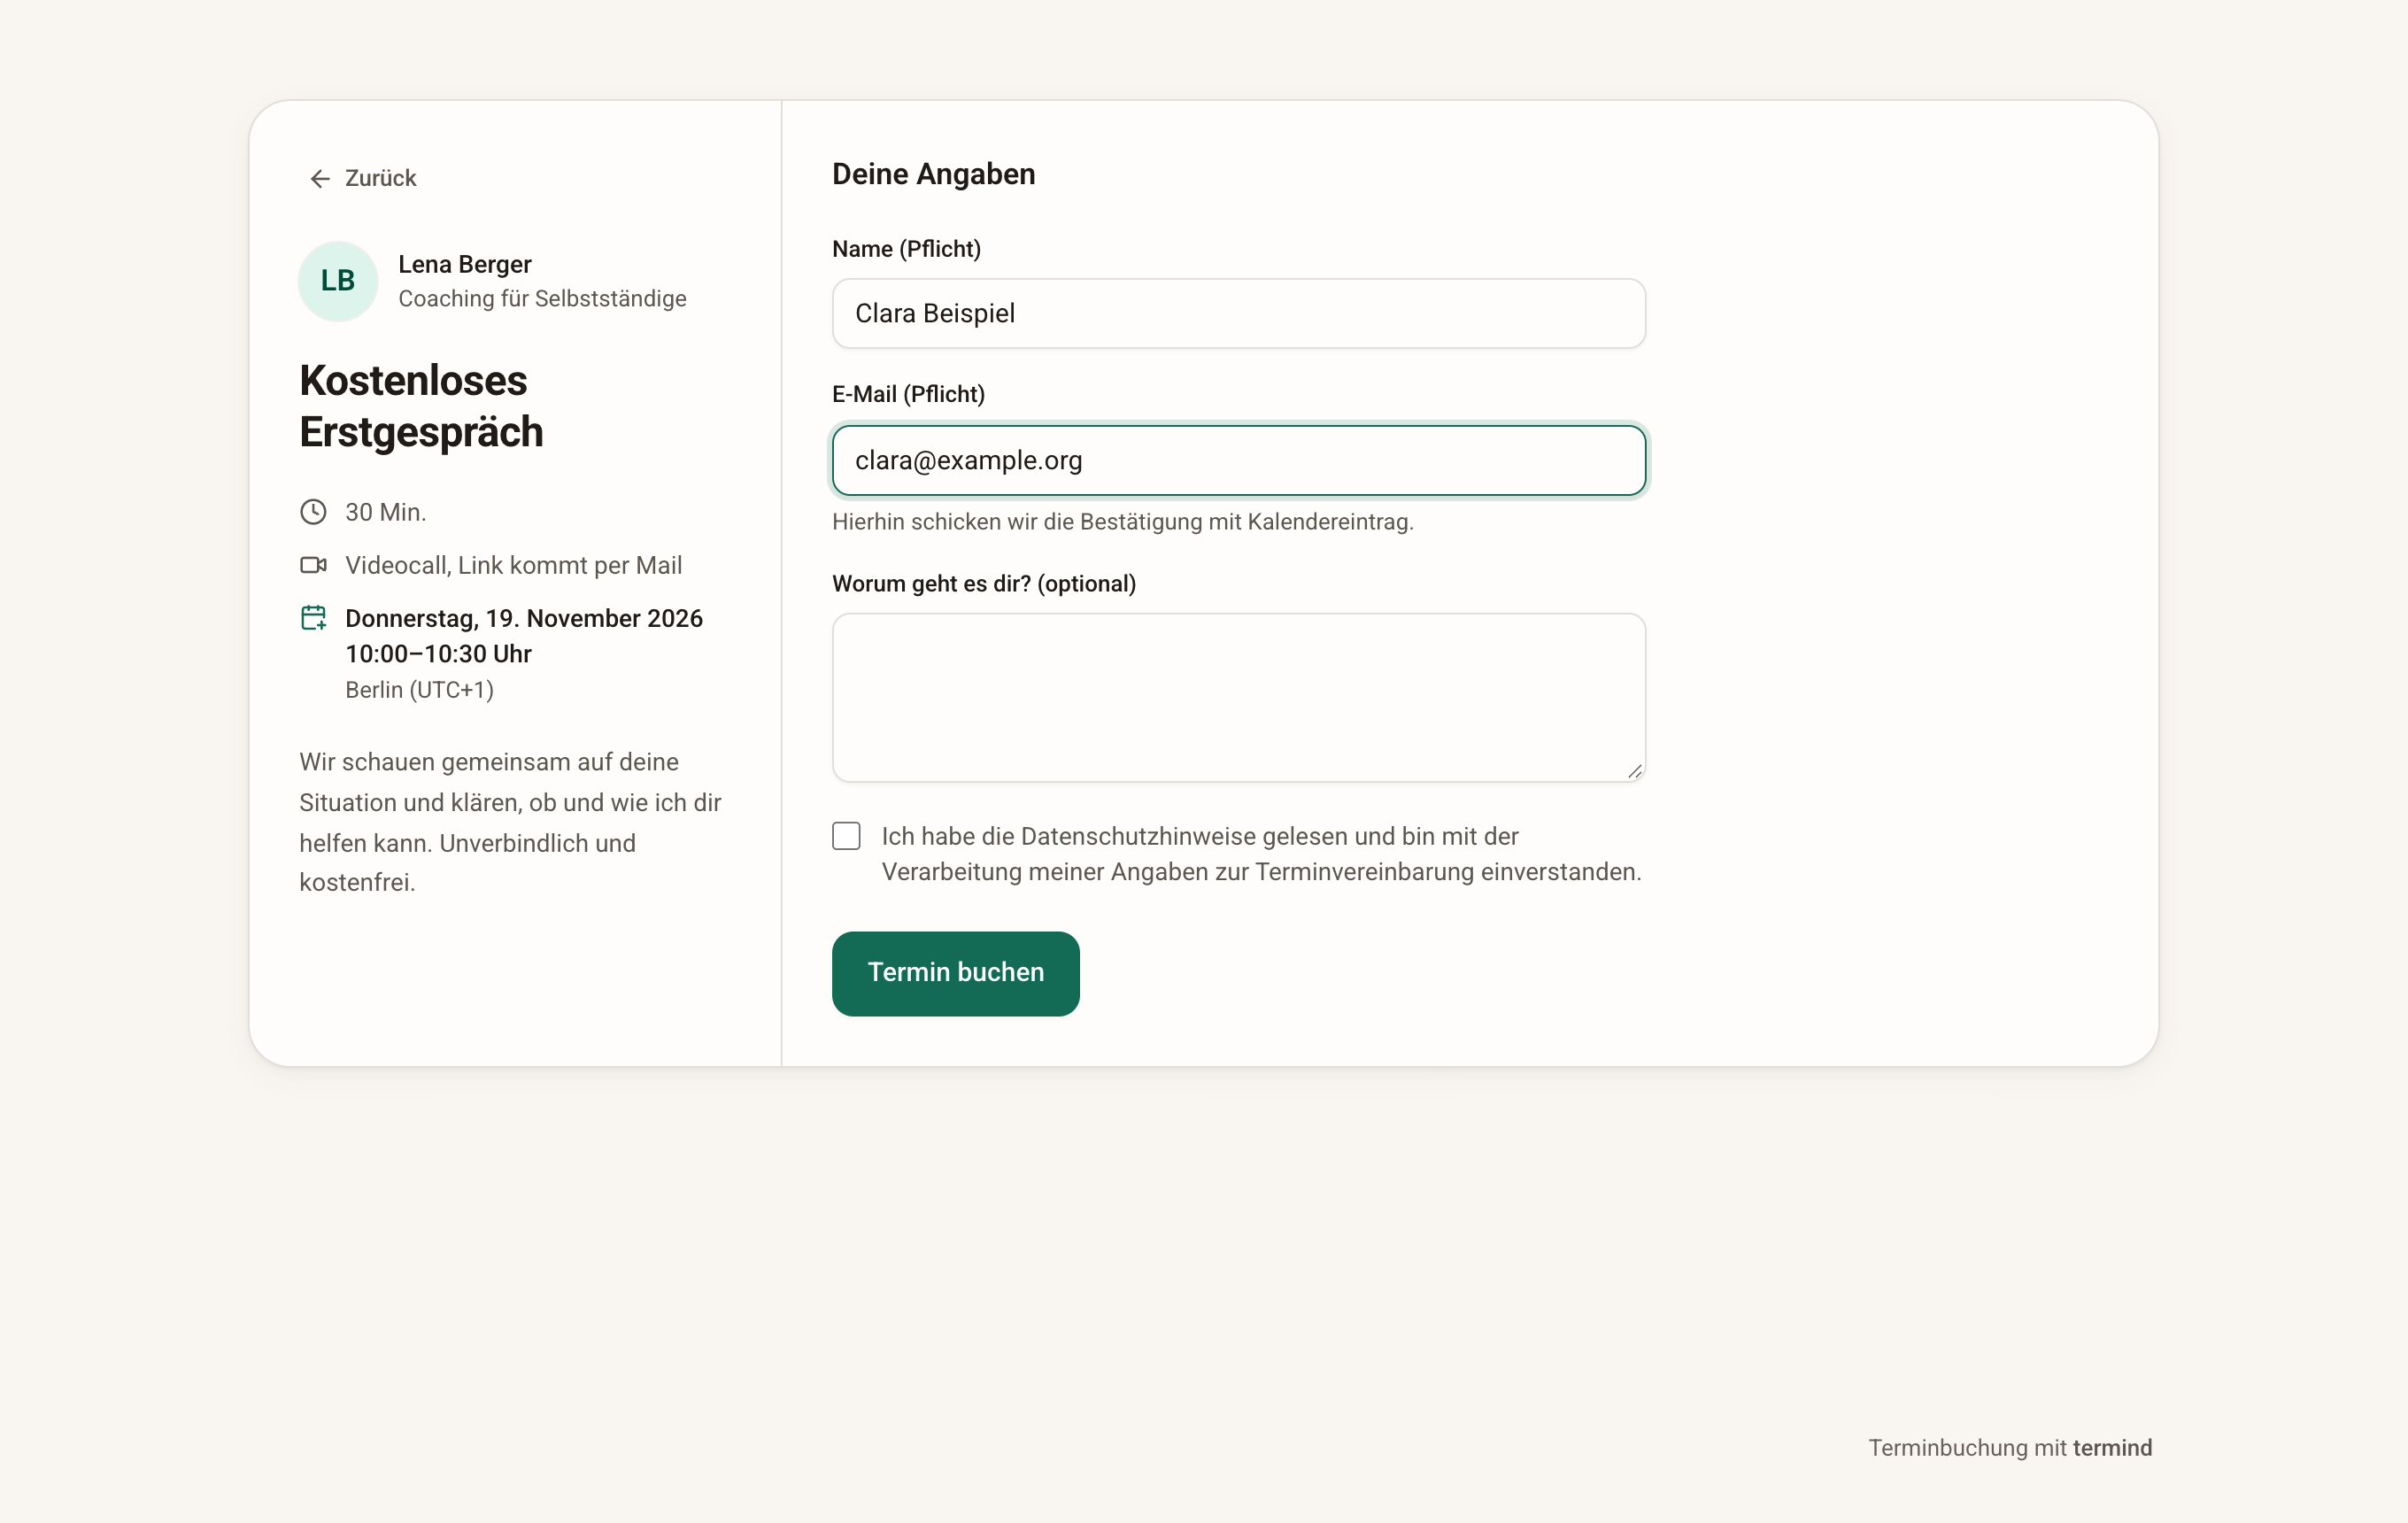 Zurück
LB
Lena Berger
Coaching für Selbstständige
Kostenloses
Erstgespräch
30 Min.
Videocall, Link kommt per Mail
Donnerstag, 19. November 2026
10:00–10:30 Uhr
Berlin (UTC+1)
Wir schauen gemeinsam auf deine
Situation und klären, ob und wie ich dir
helfen kann. Unverbindlich und
kostenfrei.
Deine Angaben
Name (Pflicht)
Clara Beispiel
E-Mail (Pflicht)
clara@example.org
Hierhin schicken wir die Bestätigung mit Kalendereintrag.
Worum geht es dir? (optional)
Ich habe die Datenschutzhinweise gelesen und bin mit der
Verarbeitung meiner Angaben zur Terminvereinbarung einverstanden.
Termin buchen
Terminbuchung mit termind